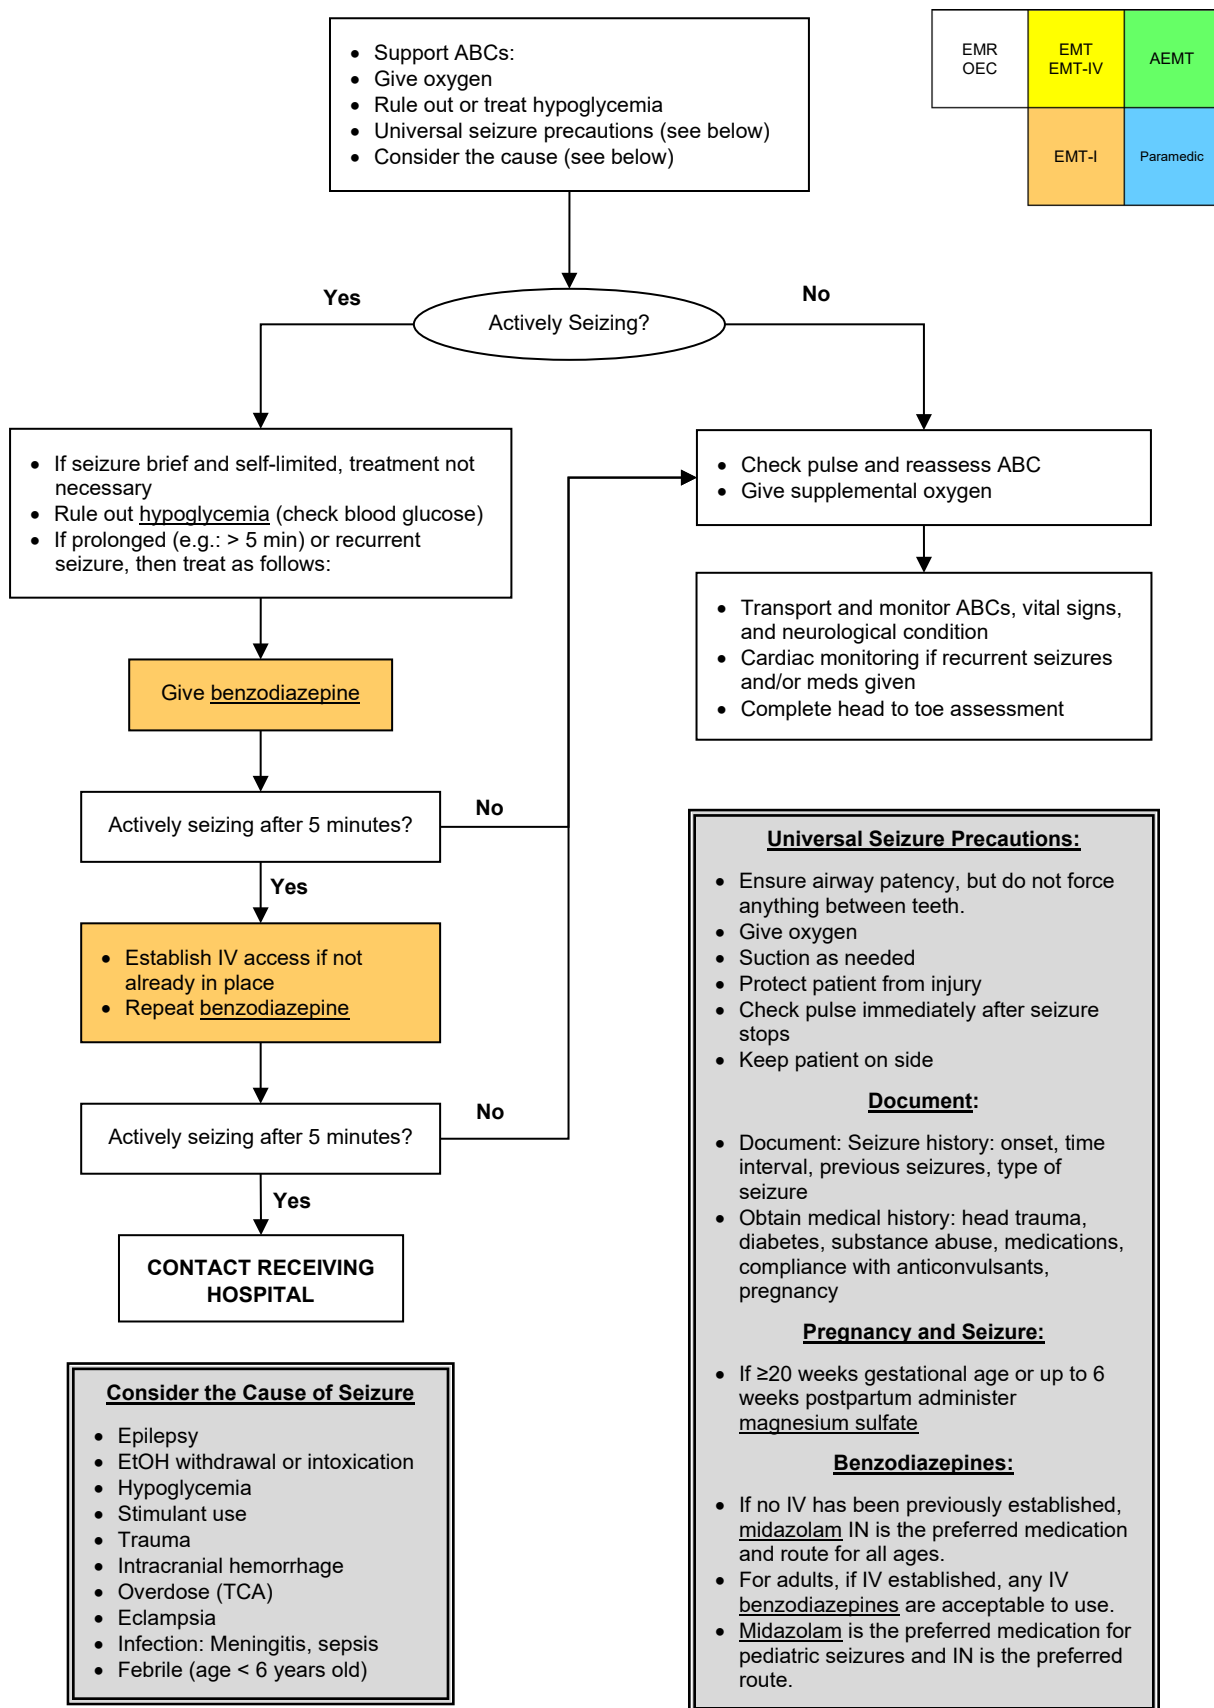 • Support ABCs:
• Give oxygen
• Rule out or treat hypoglycemia
• Universal seizure precautions (see below)
• Consider the cause (see below)
EMR
OEC
EMT
EMT-IV
AEMT
EMT-I
Paramedic
Yes
Actively Seizing?
No
• If seizure brief and self-limited, treatment not
necessary
• Rule out hypoglycemia (check blood glucose)
• If prolonged (e.g.: > 5 min) or recurrent
seizure, then treat as follows:
Give benzodiazepine
Actively seizing after 5 minutes?
No
Yes
• Establish IV access if not
already in place
• Repeat benzodiazepine
Actively seizing after 5 minutes?
No
Yes
CONTACT RECEIVING
HOSPITAL
• Check pulse and reassess ABC
• Give supplemental oxygen
• Transport and monitor ABCs, vital signs,
and neurological condition
• Cardiac monitoring if recurrent seizures
and/or meds given
• Complete head to toe assessment
Consider the Cause of Seizure
• Epilepsy
• EtOH withdrawal or intoxication
• Hypoglycemia
• Stimulant use
• Trauma
• Intracranial hemorrhage
• Overdose (TCA)
• Eclampsia
• Infection: Meningitis, sepsis
• Febrile (age < 6 years old)
Universal Seizure Precautions:
• Ensure airway patency, but do not force
anything between teeth.
• Give oxygen
• Suction as needed
• Protect patient from injury
• Check pulse immediately after seizure
stops
• Keep patient on side
Document:
• Document: Seizure history: onset, time
interval, previous seizures, type of
seizure
• Obtain medical history: head trauma,
diabetes, substance abuse, medications,
compliance with anticonvulsants,
pregnancy
Pregnancy and Seizure:
• If ≥20 weeks gestational age or up to 6
weeks postpartum administer
magnesium sulfate
Benzodiazepines:
• If no IV has been previously established,
midazolam IN is the preferred medication
and route for all ages.
• For adults, if IV established, any IV
benzodiazepines are acceptable to use.
• Midazolam is the preferred medication for
pediatric seizures and IN is the preferred
route.